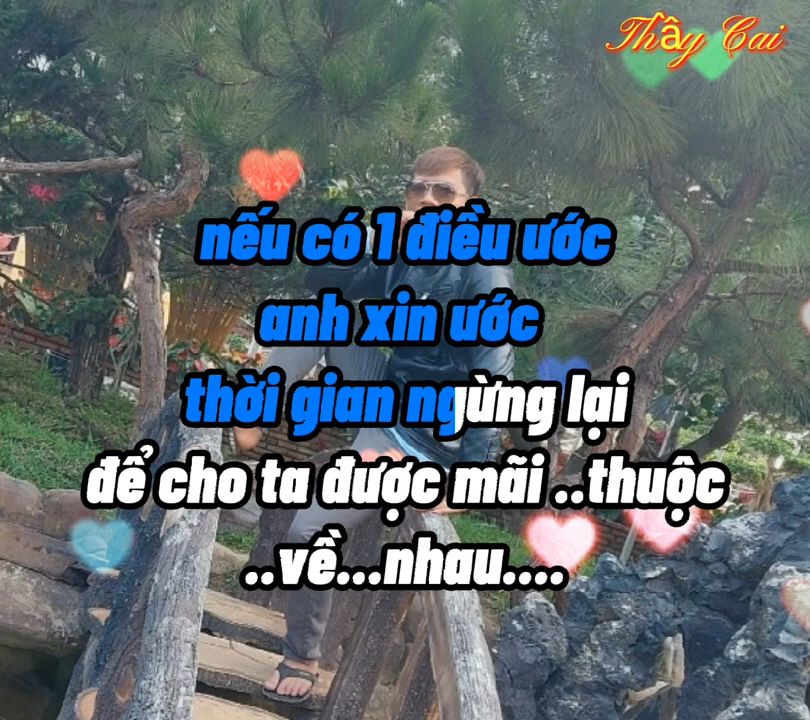 Thầy Cai
nếu có 1 điều ước
anh xin ước
thời gian ngừng lại
để cho ta được mãi ..thuộc
..về...nhau....